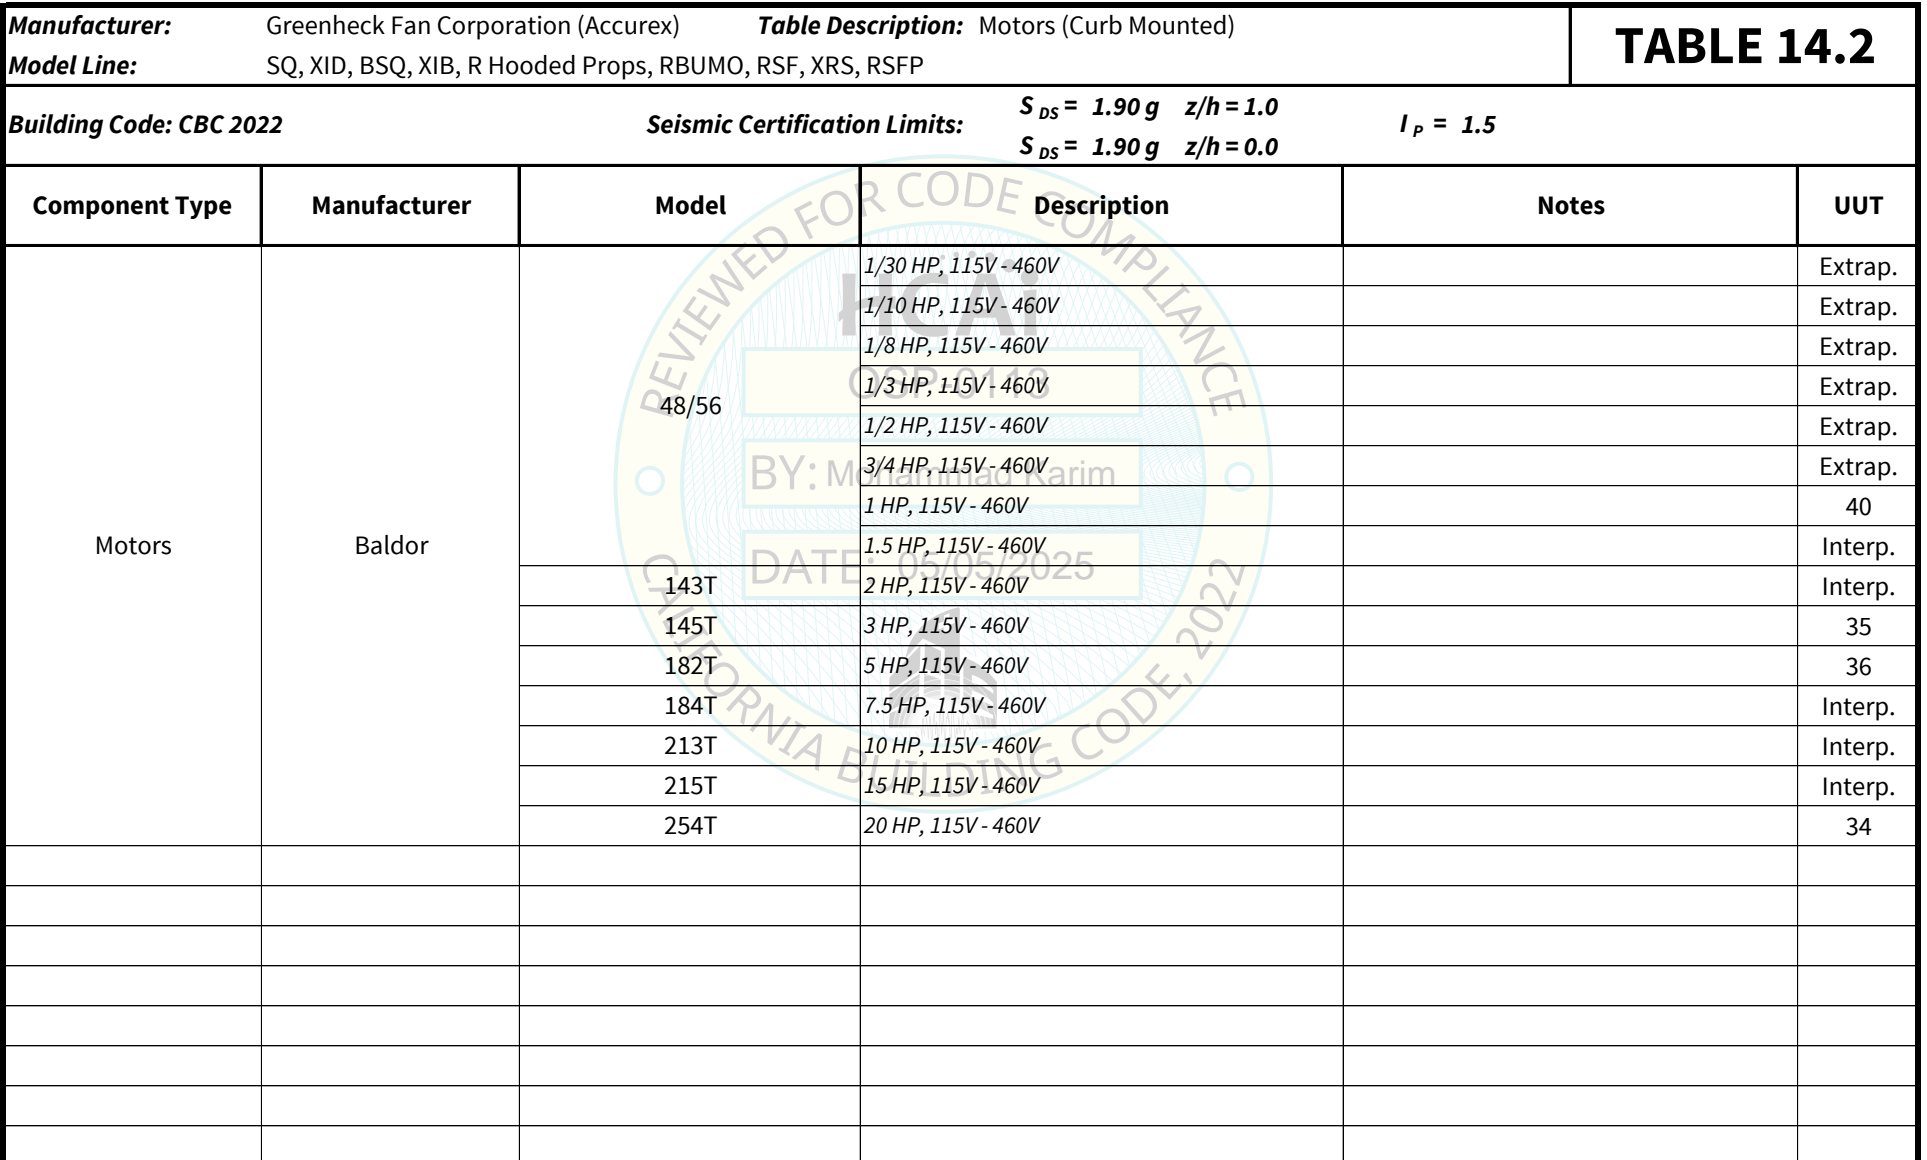 Manufacturer: Greenheck Fan Corporation (Accurex) Table Description: Motors (Curb Mounted)
TABLE 14.2
Model Line: SQ, XID, BSQ, XIB, R Hooded Props, RBUMO, RSF, XRS, RSFP
Building Code: CBC 2022 Seismic Certification Limits:
S DS = 1.90 g z/h = 1.0
S DS = 1.90 g z/h = 0.0
I P = 1.5
Component Type Manufacturer Model Description Notes UUT
Motors Baldor
48/56
1/30 HP, 115V - 460V Extrap.
1/10 HP, 115V - 460V Extrap.
1/8 HP, 115V - 460V Extrap.
1/3 HP, 115V - 460V Extrap.
1/2 HP, 115V - 460V Extrap.
3/4 HP, 115V - 460V Extrap.
1 HP, 115V - 460V 40
1.5 HP, 115V - 460V Interp.
143T 2 HP, 115V - 460V Interp.
145T 3 HP, 115V - 460V 35
182T 5 HP, 115V - 460V 36
184T 7.5 HP, 115V - 460V Interp.
213T 10 HP, 115V - 460V Interp.
215T 15 HP, 115V - 460V Interp.
254T 20 HP, 115V - 460V 34
REVIEWED FOR CODE COMPLIANCE
HCAi
OSP-0113
BY: Mohammad Karim
DATE: 05/05/2025
CALIFORNIA BUILDING CODE, 2022